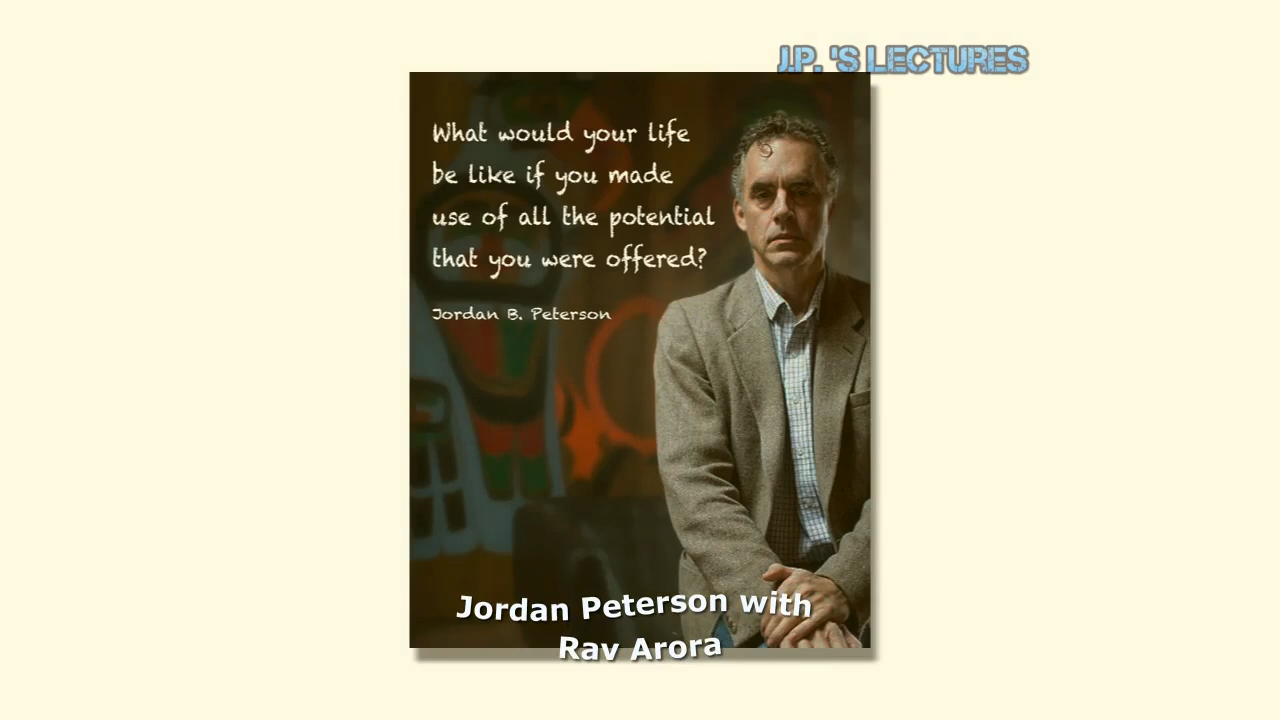 J.P. 'S LECTURES
What would your life
be like if you made
use of all the potential
that you were offered?
Jordan B. Peterson
Jordan Peterson with
Rav Arora